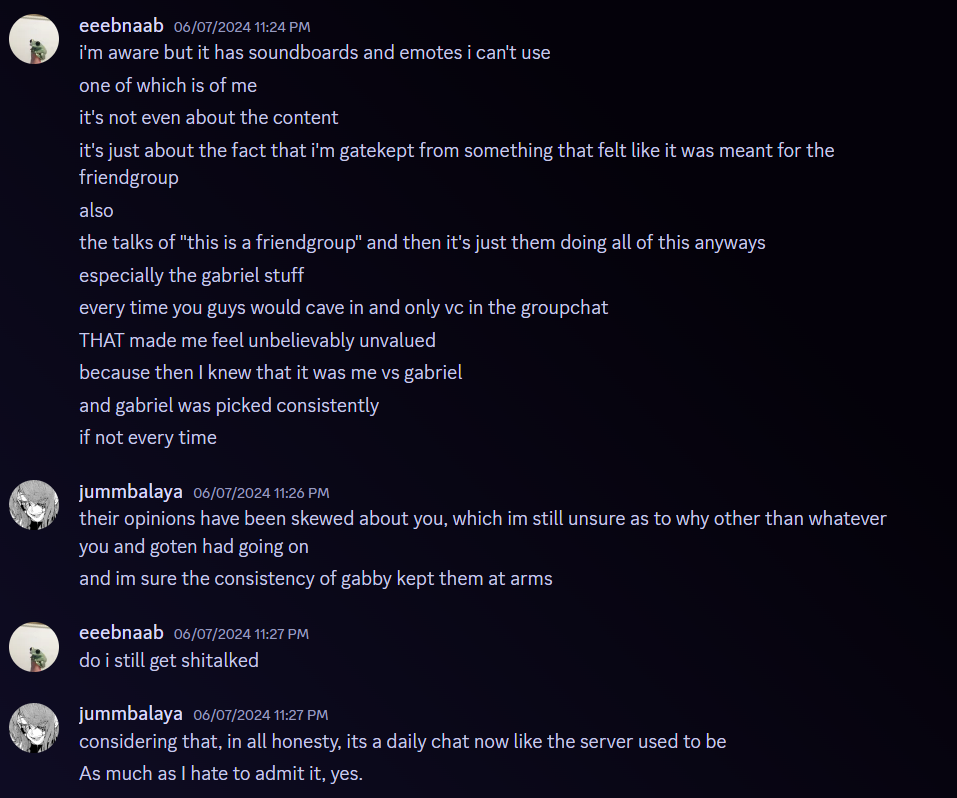 eeebnaab 06/07/2024 11:24 PM
i'm aware but it has soundboards and emotes i can't use
one of which is of me
it's not even about the content
it's just about the fact that i'm gatekept from something that felt like it was meant for the
friendgroup
also
the talks of "this is a friendgroup" and then it's just them doing all of this anyways
especially the gabriel stuff
every time you guys would cave in and only vc in the groupchat
THAT made me feel unbelievably unvalued
because then I knew that it was me vs gabriel
and gabriel was picked consistently
if not every time
jummbalaya 06/07/2024 11:26 PM
their opinions have been skewed about you, which im still unsure as to why other than whatever
you and goten had going on
and im sure the consistency of gabby kept them at arms
eeebnaab 06/07/2024 11:27 PM
do i still get shitalked
jummbalaya 06/07/2024 11:27 PM
considering that, in all honesty, its a daily chat now like the server used to be
As much as I hate to admit it, yes.